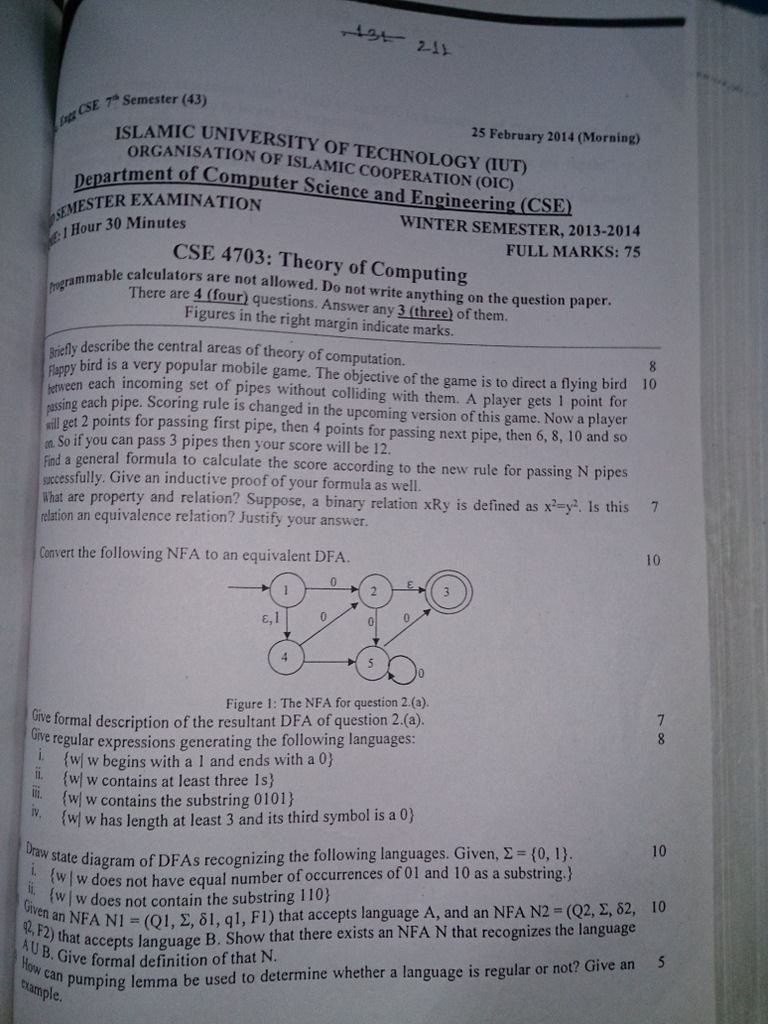 211
CSE 7th Semester (43)
25 February 2014 (Morning)
ISLAMIC UNIVERSITY OF TECHNOLOGY (IUT)
ORGANISATION OF ISLAMIC COOPERATION (OIC)
Department of Computer Science and Engineering (CSE)
SEMESTER EXAMINATION WINTER SEMESTER, 2013-2014
1 Hour 30 Minutes FULL MARKS: 75
CSE 4703: Theory of Computing
Programmable calculators are not allowed. Do not write anything on the question paper.
There are 4 (four) questions. Answer any 3 (three) of them.
Figures in the right margin indicate marks.
Briefly describe the central areas of theory of computation. 8
Flappy bird is a very popular mobile game. The objective of the game is to direct a flying bird 10
between each incoming set of pipes without colliding with them. A player gets 1 point for
passing each pipe. Scoring rule is changed in the upcoming version of this game. Now a player
will get 2 points for passing first pipe, then 4 points for passing next pipe, then 6, 8, 10 and so
on. So if you can pass 3 pipes then your score will be 12.
Find a general formula to calculate the score according to the new rule for passing N pipes
successfully. Give an inductive proof of your formula as well.
What are property and relation? Suppose, a binary relation xRy is defined as x²=y². Is this 7
relation an equivalence relation? Justify your answer.
Convert the following NFA to an equivalent DFA. 10
1 0 2 ε 3
ε,1 0 0 0
4 5 0
Figure 1: The NFA for question 2.(a).
Give formal description of the resultant DFA of question 2.(a). 7
Give regular expressions generating the following languages: 8
i. {w| w begins with a 1 and ends with a 0}
ii. {w| w contains at least three 1s}
iii. {w| w contains the substring 0101}
iv. {w| w has length at least 3 and its third symbol is a 0}
Draw state diagram of DFAs recognizing the following languages. Given, Σ = {0, 1}. 10
i. {w | w does not have equal number of occurrences of 01 and 10 as a substring.}
ii. {w | w does not contain the substring 110}
Given an NFA N1 = (Q1, Σ, δ1, q1, F1) that accepts language A, and an NFA N2 = (Q2, Σ, δ2, 10
q2, F2) that accepts language B. Show that there exists an NFA N that recognizes the language
A U B. Give formal definition of that N.
How can pumping lemma be used to determine whether a language is regular or not? Give an 5
example.